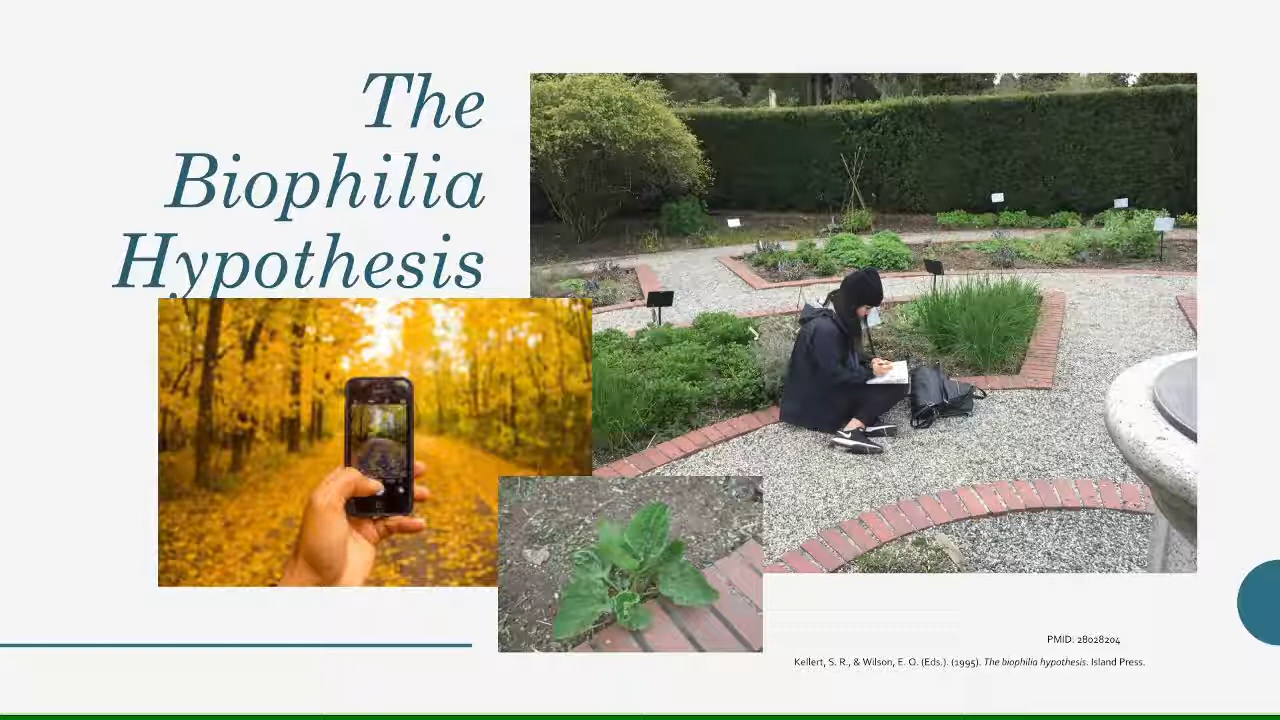 The
Biophilia
Hypothesis
PMID: 28028204
Kellert, S. R., & Wilson, E. O. (Eds.). (1995). The biophilia hypothesis. Island Press.